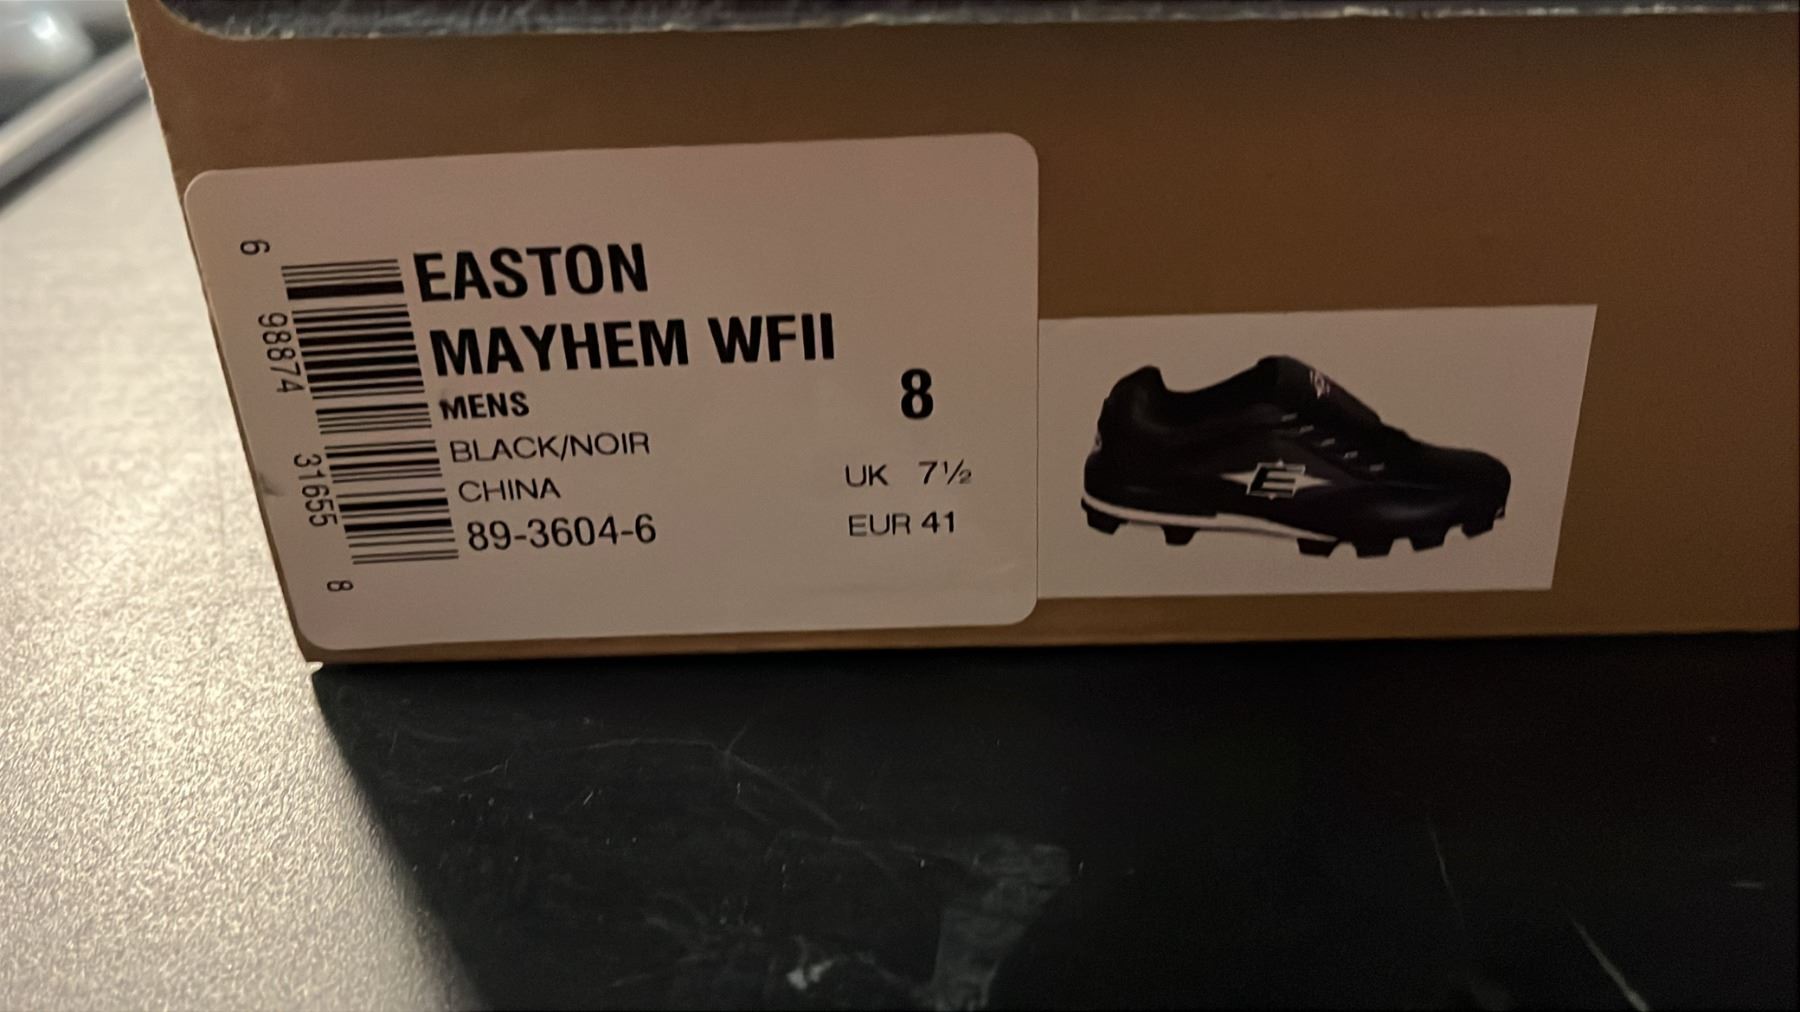 EASTON
MAYHEM WFII
MENS
8
BLACK/NOIR
UK 7½
CHINA
EUR 41
89-3604-6
6 98874 31655 8
E